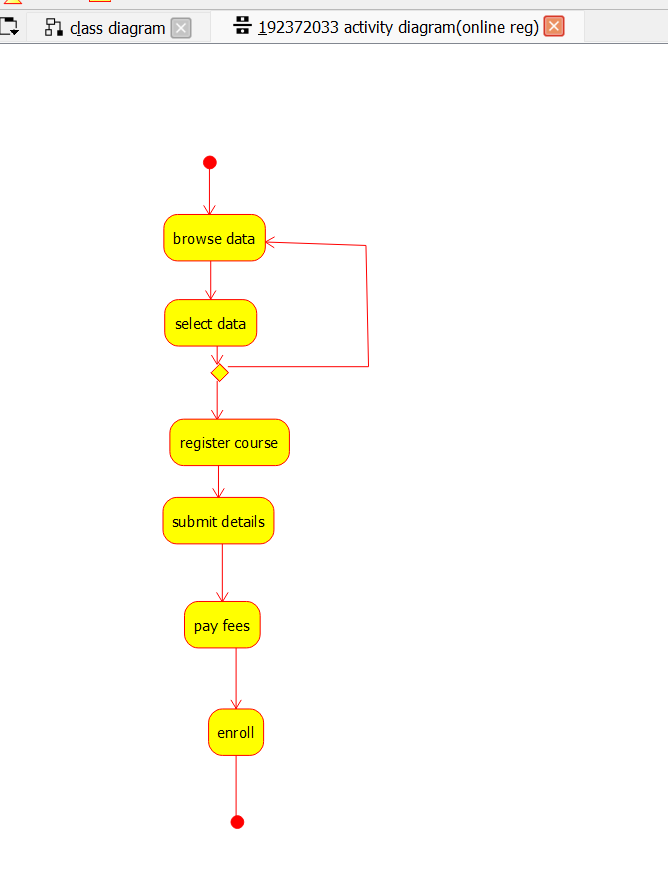 class diagram
192372033 activity diagram(online reg)
browse data
select data
register course
submit details
pay fees
enroll